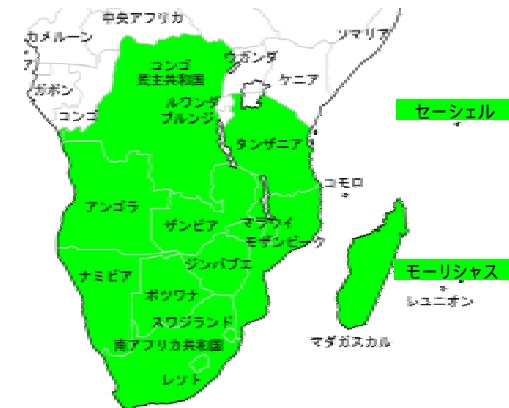 中央アフリカ
カメルーン
ソマリア
ア
ウガンダ
コンゴ
民主共和国
ケニア
ガボン
ルワンダ
コンゴ
ブルンジ
セーシェル
タンザニア
コモロ
アンゴラ
ザンビア
マラウイ
モザンビーク
ジンバブエ
ナミビア
モーリシャス
ボツワナ
レユニオン
スワジランド
南アフリカ共和国
マダガスカル
レソト